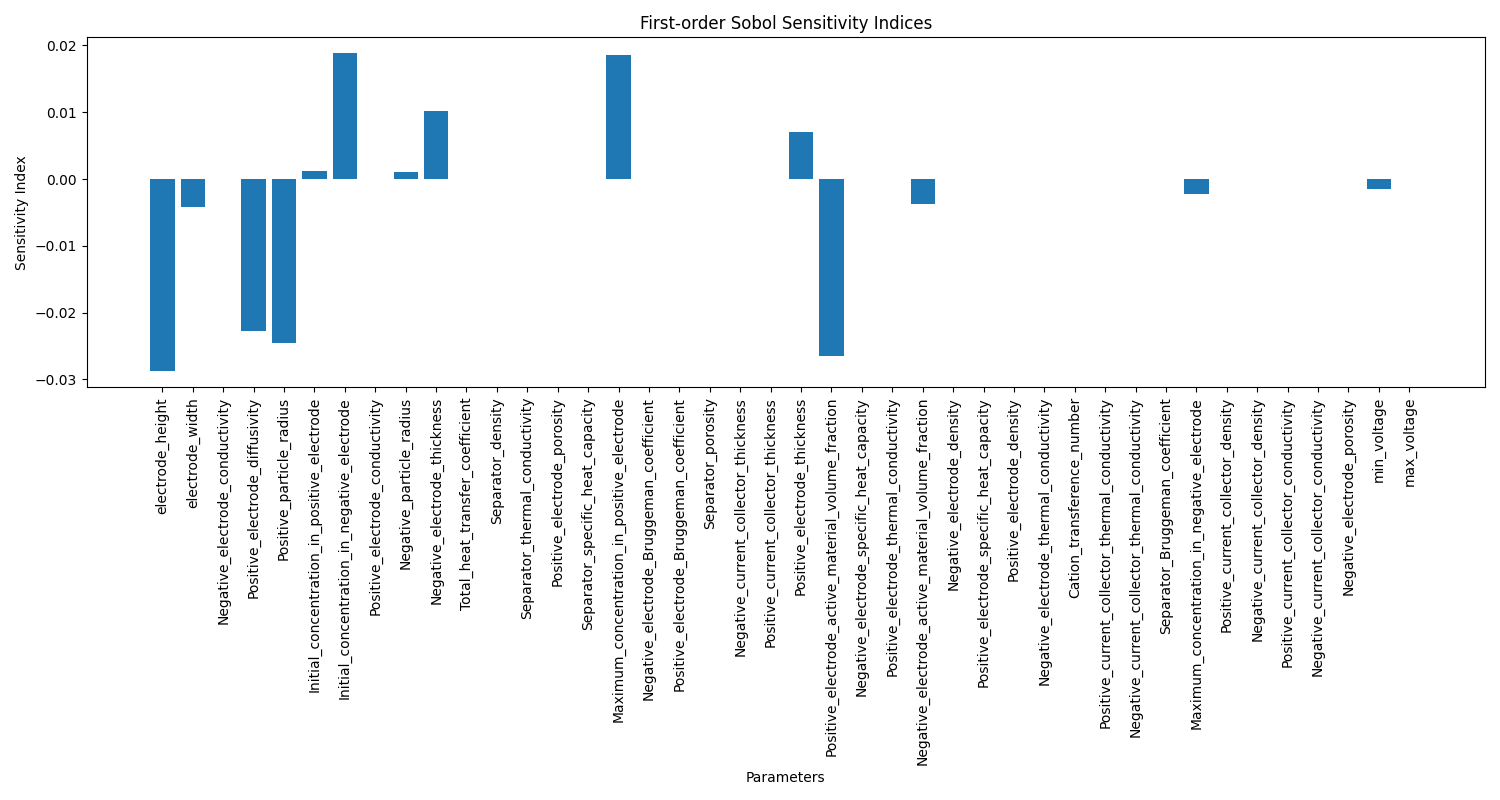 First-order Sobol Sensitivity Indices
Sensitivity Index
0.02
0.01
0.00
−0.01
−0.02
−0.03
electrode_height
electrode_width
Negative_electrode_conductivity
Positive_electrode_diffusivity
Positive_particle_radius
Initial_concentration_in_positive_electrode
Initial_concentration_in_negative_electrode
Positive_electrode_conductivity
Negative_particle_radius
Negative_electrode_thickness
Total_heat_transfer_coefficient
Separator_density
Separator_thermal_conductivity
Positive_electrode_porosity
Separator_specific_heat_capacity
Maximum_concentration_in_positive_electrode
Negative_electrode_Bruggeman_coefficient
Positive_electrode_Bruggeman_coefficient
Separator_porosity
Negative_current_collector_thickness
Positive_current_collector_thickness
Positive_electrode_thickness
Positive_electrode_active_material_volume_fraction
Negative_electrode_specific_heat_capacity
Positive_electrode_thermal_conductivity
Negative_electrode_active_material_volume_fraction
Negative_electrode_density
Positive_electrode_specific_heat_capacity
Positive_electrode_density
Negative_electrode_thermal_conductivity
Cation_transference_number
Positive_current_collector_thermal_conductivity
Negative_current_collector_thermal_conductivity
Separator_Bruggeman_coefficient
Maximum_concentration_in_negative_electrode
Positive_current_collector_density
Negative_current_collector_density
Positive_current_collector_conductivity
Negative_current_collector_conductivity
Negative_electrode_porosity
min_voltage
max_voltage
Parameters